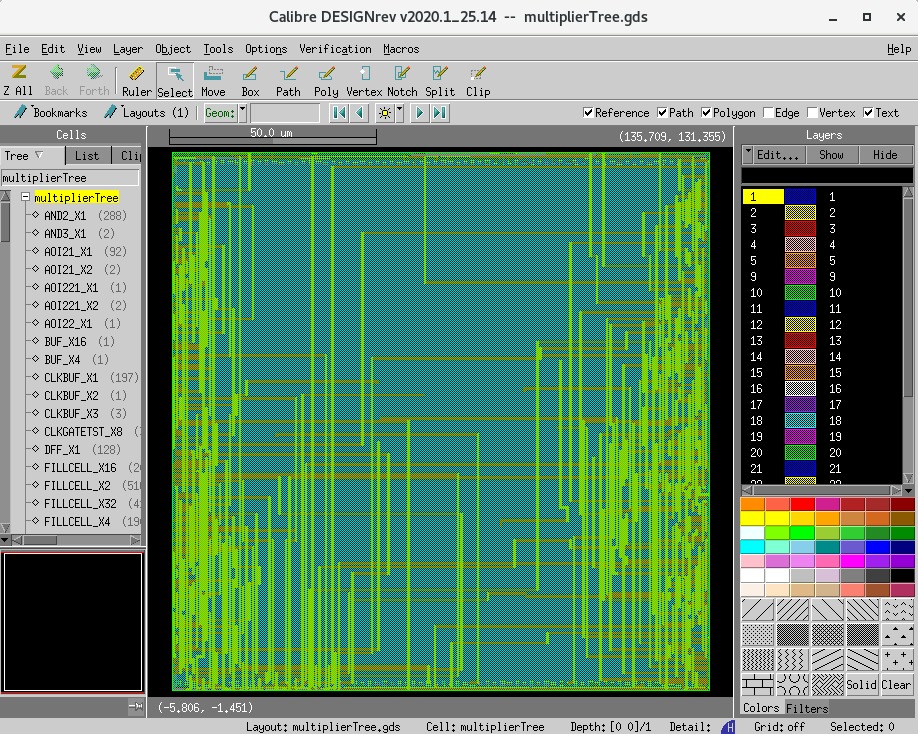 Calibre DESIGNrev v2020.1_25.14 -- multiplierTree.gds
File Edit View Layer Object Tools Options Verification Macros Help
Z All Back Forth Ruler Select Move Box Path Poly Vertex Notch Split Clip
Bookmarks Layouts (1) Geom: Reference Path Polygon Edge Vertex Text
Cells
Tree List
multiplierTree
multiplierTree
AND2_X1 (288)
AND3_X1 (2)
AOI21_X1 (92)
AOI21_X2 (2)
AOI221_X1 (1)
AOI221_X2 (2)
AOI22_X1 (1)
BUF_X16 (1)
BUF_X4 (1)
CLKBUF_X1 (197)
CLKBUF_X2 (1)
CLKBUF_X3 (3)
CLKGATETST_X8
DFF_X1 (128)
FILLCELL_X16
FILLCELL_X2
FILLCELL_X32
FILLCELL_X4
50.0 um
(135.709, 131.355)
(-5.806, -1.451)
Layers
Edit... Show Hide
1 1
2 2
3 3
4 4
5 5
9 9
10 10
11 11
12 12
13 13
14 14
15 15
16 16
17 17
18 18
19 19
20 20
21 21
22 22
Solid Clear
Colors Filters
Layout: multiplierTree.gds Cell: multiplierTree Depth: [0 0]/1 Detail: H Grid: off Selected: 0